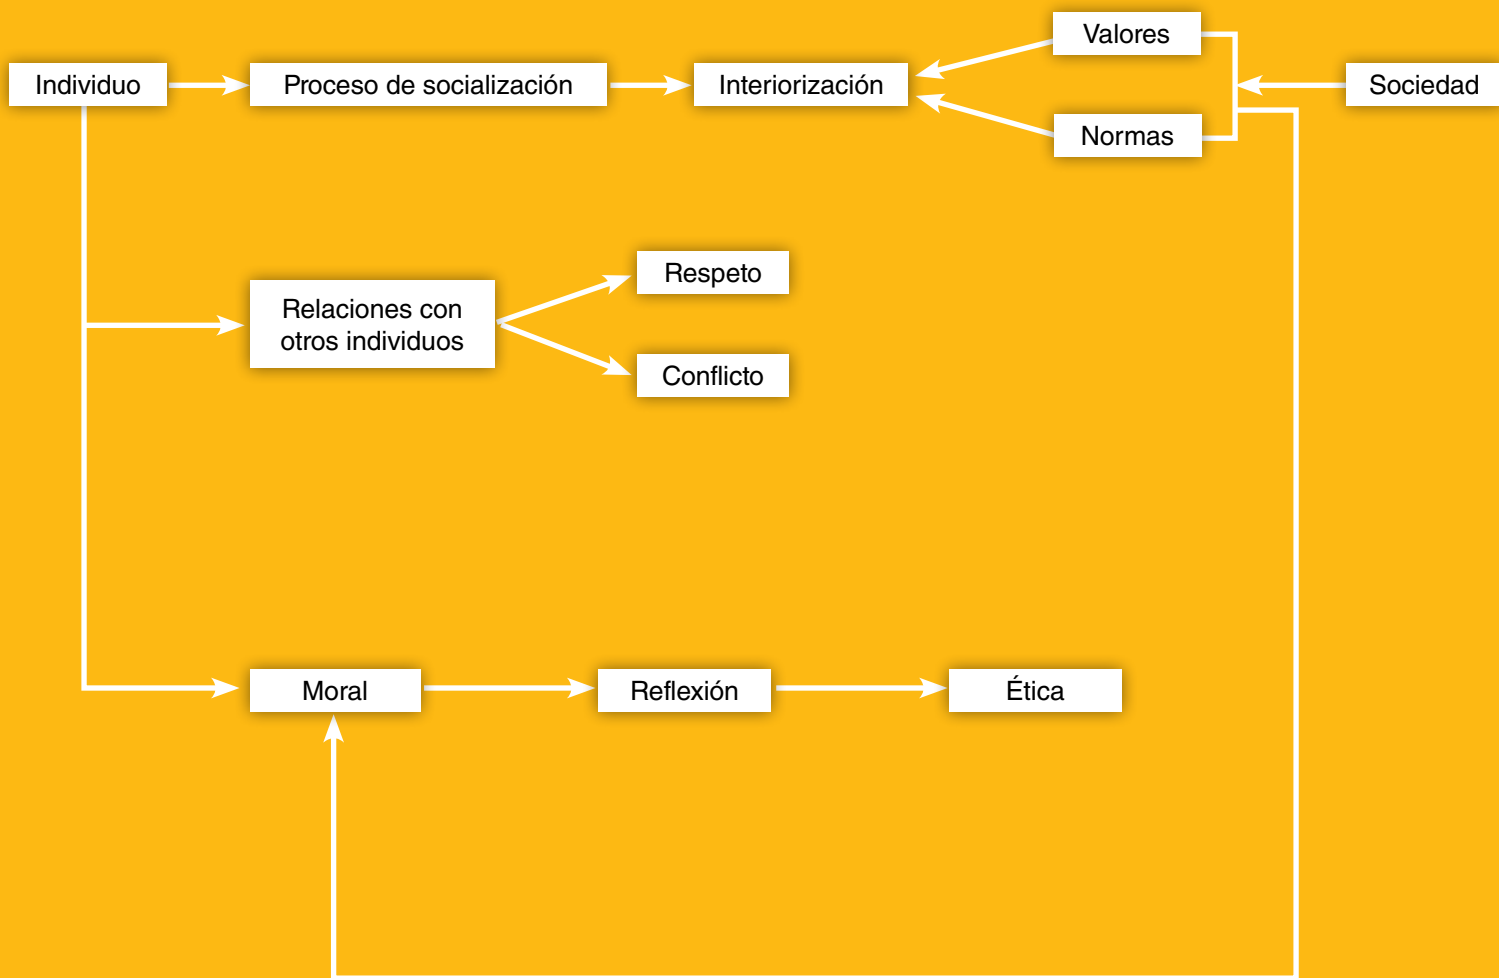 Individuo
Proceso de socialización
Interiorización
Valores
Normas
Sociedad
Relaciones con
otros individuos
Respeto
Conflicto
Moral
Reflexión
Ética